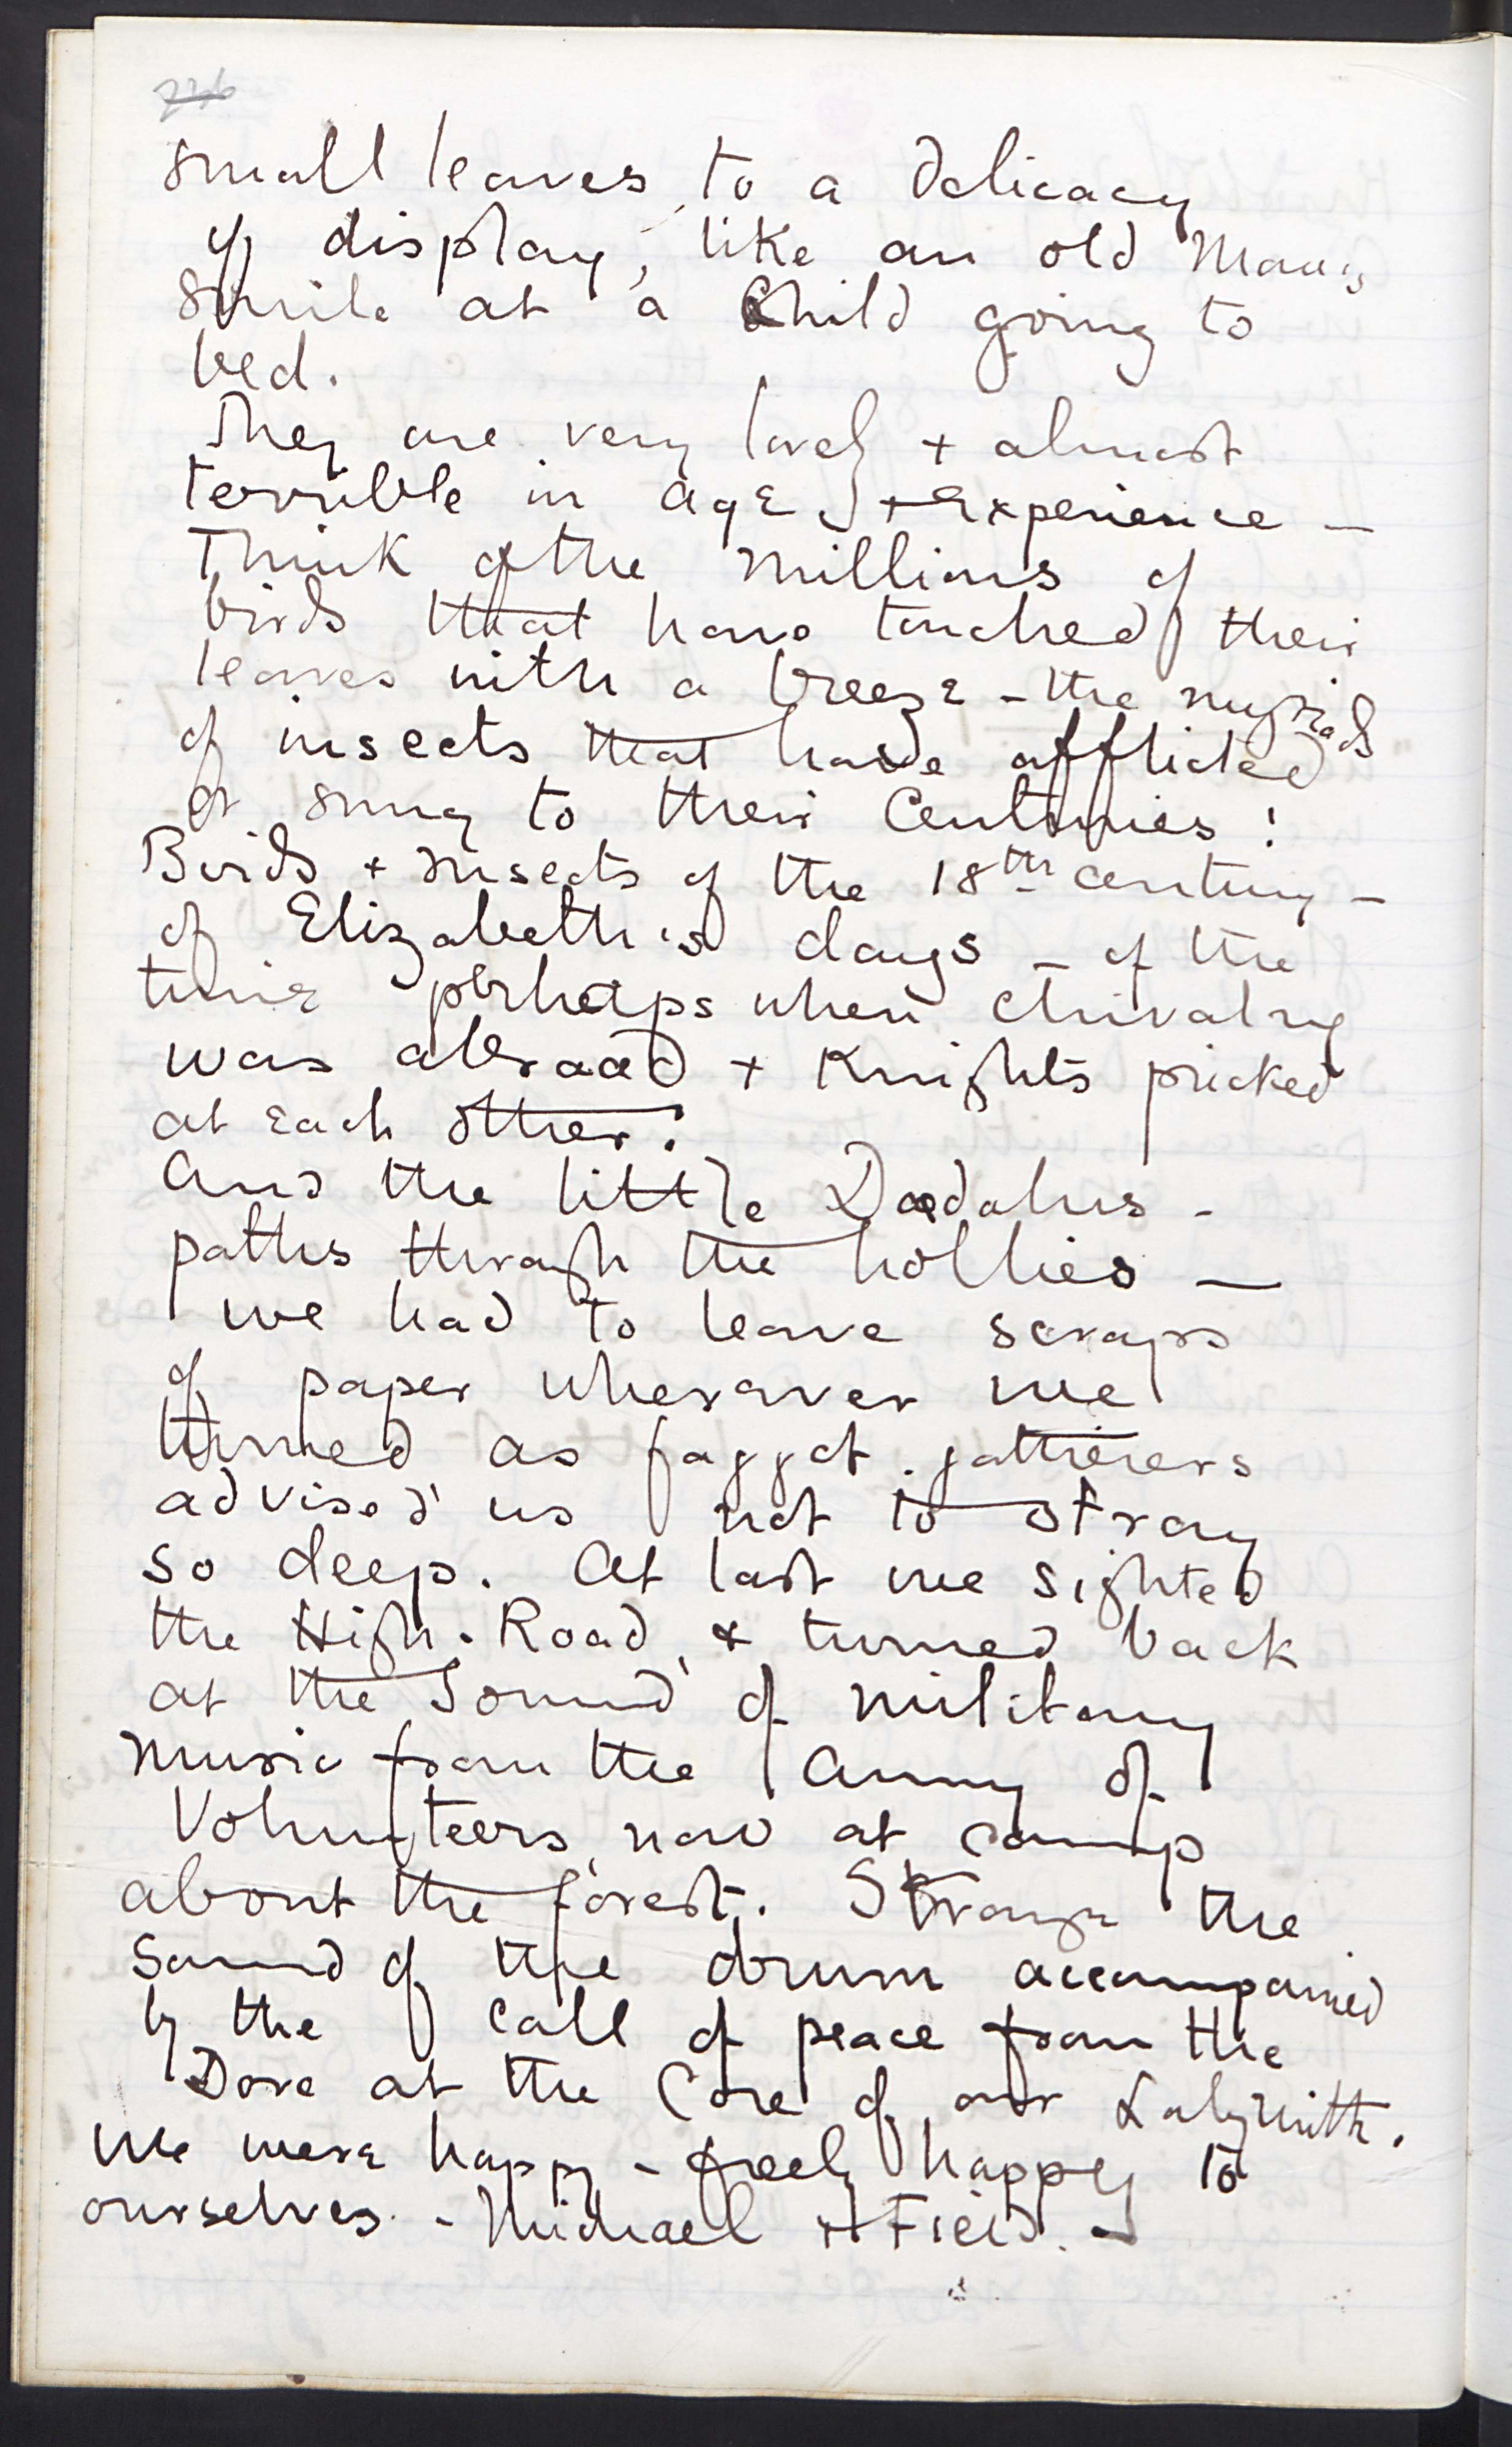 small leaves to a delicacy
of display, like an old man's
smile at a Child going to
bed.
They are very lovely + almost
terrible in age + Experience —
Think of the millions of
birds that have touched their
leaves with a breeze - the myriads
of insects that have afflicted
or sung to their Centuries!
Birds + insects of the 18th century -
of Elizabeth's days - of the
time perhaps when chivalry
was abroad + Knights pricked
at each other!
And the little Dædalus -
paths through the hollies —
we had to leave scraps
of paper wherever we
turned as faggot-gatherers
advised us not to stray
so deep. At last we sighted
the High-Road, & turned back
at the sound of military
music from the Army of
Volunteers, now at camp
about the forest. Strange the
sound of the drum accompanied
by the call of peace from the
Dove at the Core of our Labyrinth.
We were happy - freely happy to
ourselves. - Michael + Field. -